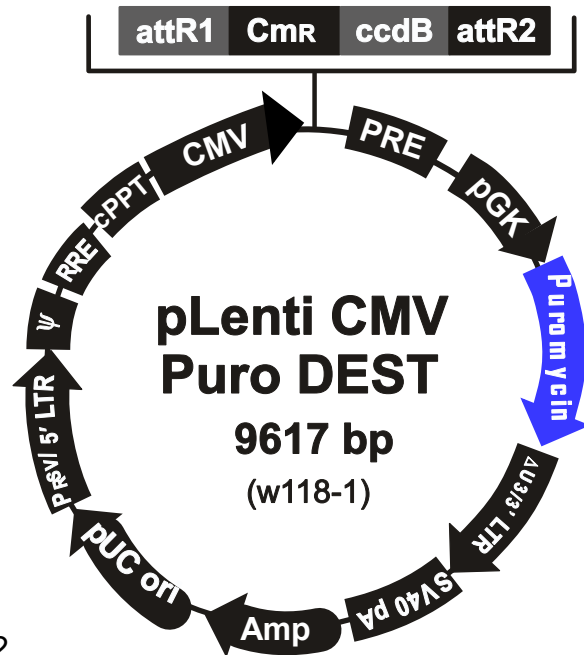 attR1 CmR ccdB attR2
CMV
PRE
pGK
Puromycin
ΔU3/3' LTR
SV40 pA
Amp
pUC ori
Prsv/ 5' LTR
Ψ
RRE
cPPT
pLenti CMV
Puro DEST
9617 bp
(w118-1)